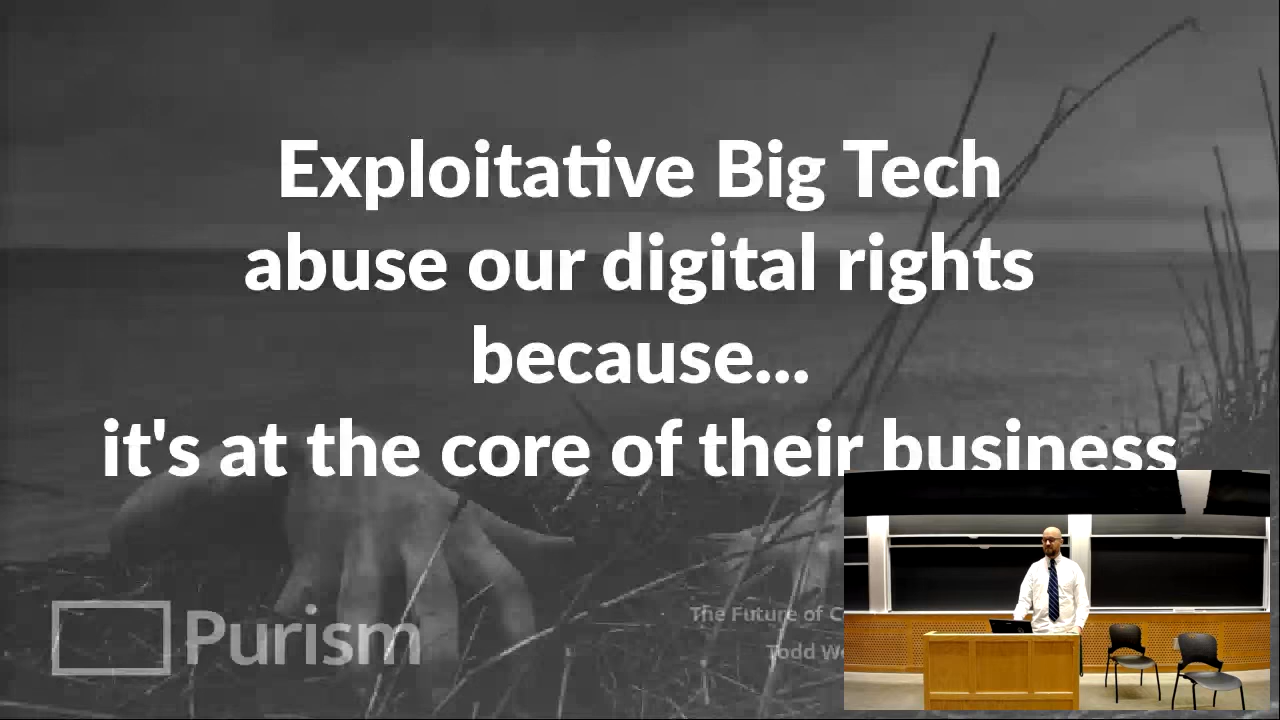 Exploitative Big Tech
abuse our digital rights
because...
it's at the core of their business
Purism
The Future of
Todd